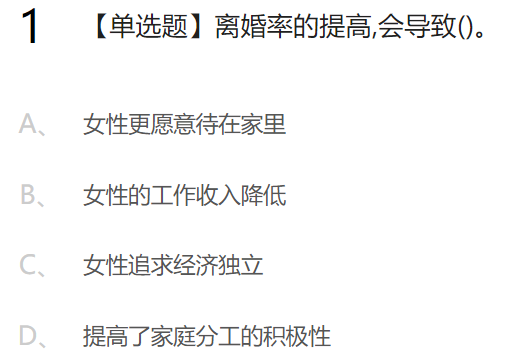 1 【单选题】离婚率的提高,会导致()。
A、 女性更愿意待在家里
B、 女性的工作收入降低
C、 女性追求经济独立
D、 提高了家庭分工的积极性